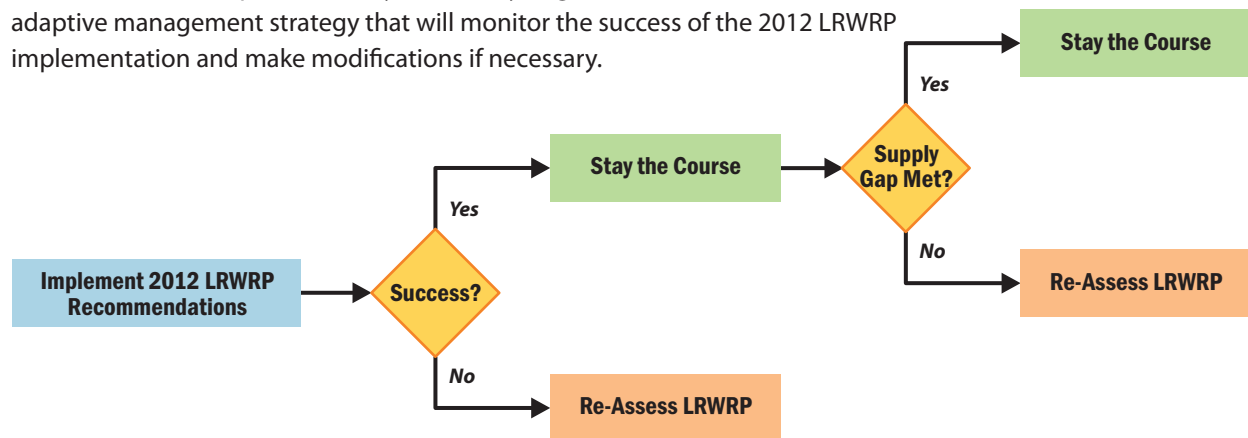 adaptive management strategy that will monitor the success of the 2012 LRWRP
implementation and make modifications if necessary.
Stay the Course
Yes
Supply
Gap Met?
Stay the Course
Yes
No
Implement 2012 LRWRP
Recommendations
Success?
Re-Assess LRWRP
No
Re-Assess LRWRP